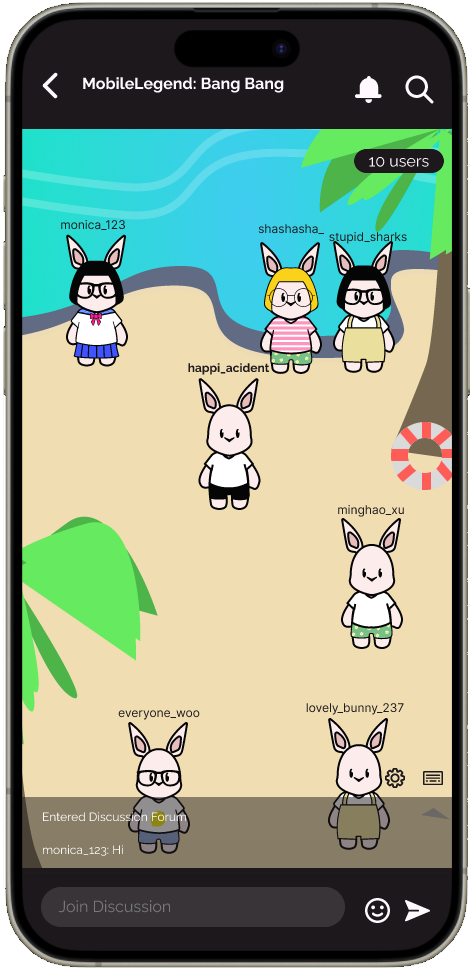 MobileLegend: Bang Bang
10 users
monica_123
shashasha_
stupid_sharks
happi_acident
minghao_xu
everyone_woo
lovely_bunny_237
Entered Discussion Forum
monica_123: Hi
Join Discussion